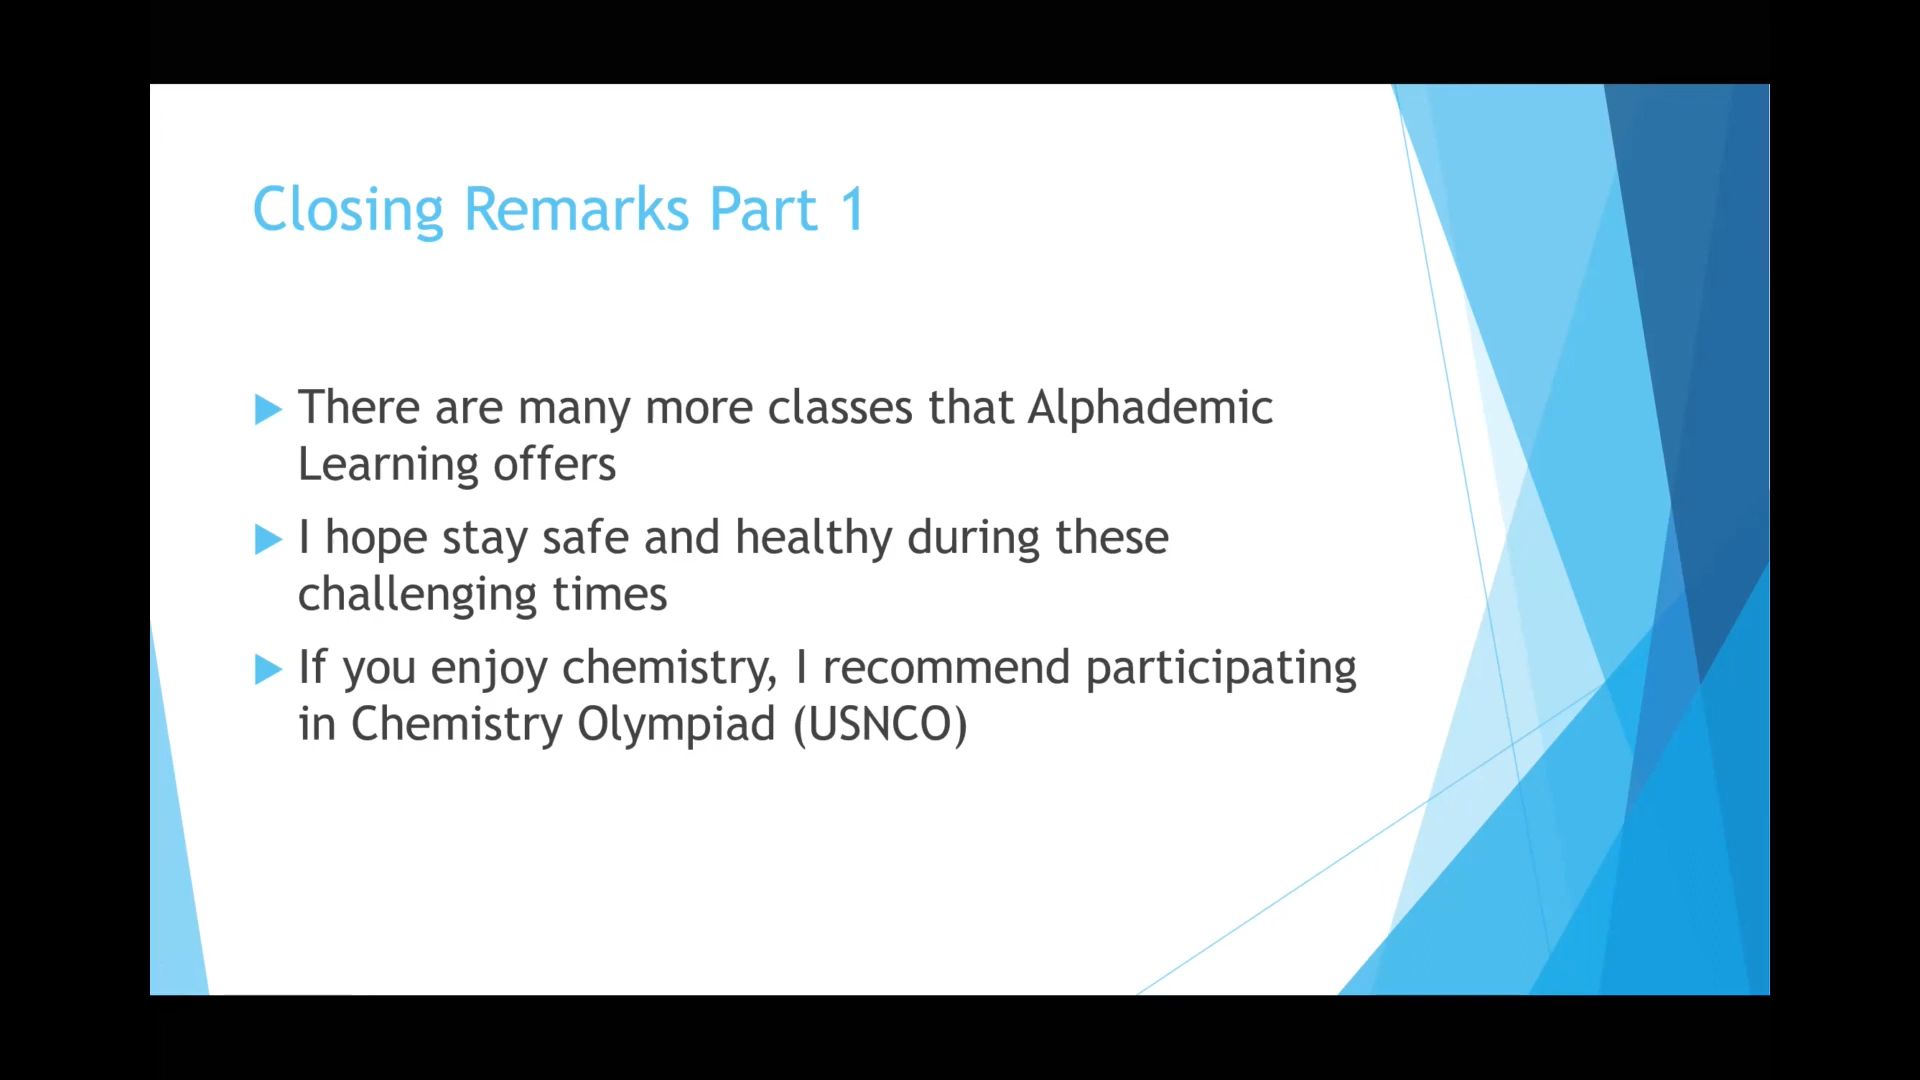 Closing Remarks Part 1
There are many more classes that Alphademic
Learning offers
I hope stay safe and healthy during these
challenging times
If you enjoy chemistry, I recommend participating
in Chemistry Olympiad (USNCO)